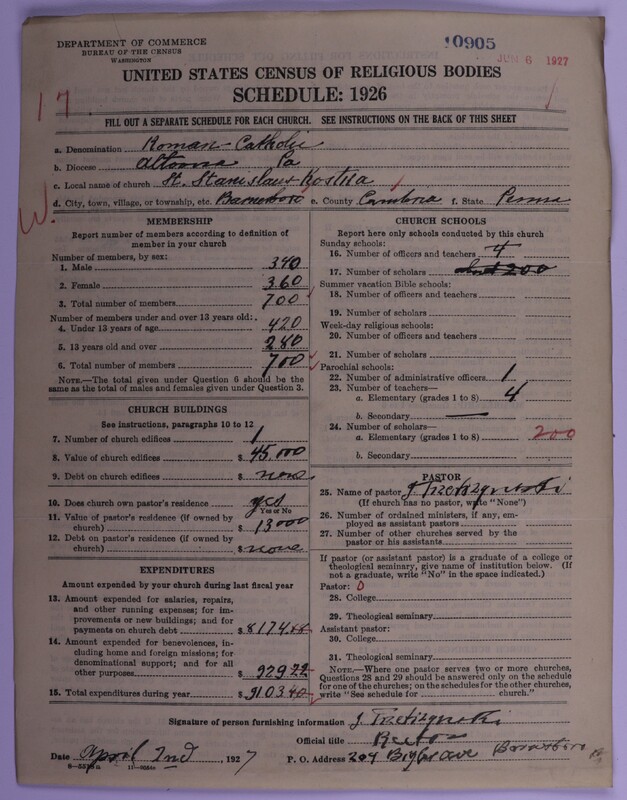 DEPARTMENT OF COMMERCE
BUREAU OF THE CENSUS
WASHINGTON
10905
JUN 6 1927
UNITED STATES CENSUS OF RELIGIOUS BODIES
SCHEDULE: 1926
17
FILL OUT A SEPARATE SCHEDULE FOR EACH CHURCH. SEE INSTRUCTIONS ON THE BACK OF THIS SHEET
a. Denomination Roman Catholic
b. Diocese Altoona Pa
c. Local name of church St. Stanislaus Kostka
d. City, town, village, or township, etc. Barnesboro e. County Cambria f. State Penna
W
MEMBERSHIP
Report number of members according to definition of member in your church
Number of members, by sex:
1. Male 340
2. Female 360
3. Total number of members 700
Number of members under and over 13 years old:
4. Under 13 years of age 420
5. 13 years old and over 280
6. Total number of members 700
NOTE.—The total given under Question 6 should be the same as the total of males and females given under Question 3.
CHURCH BUILDINGS
See instructions, paragraphs 10 to 12
7. Number of church edifices 1
8. Value of church edifices $ 45,000
9. Debt on church edifices $ none
10. Does church own pastor's residence yes
Yes or No
11. Value of pastor's residence (if owned by church) $ 13000
12. Debt on pastor's residence (if owned by church) $ none
EXPENDITURES
Amount expended by your church during last fiscal year
13. Amount expended for salaries, repairs, and other running expenses; for improvements or new buildings; and for payments on church debt $ 8174
14. Amount expended for benevolences, including home and foreign missions; for denominational support; and for all other purposes $ 929.22
15. Total expenditures during year $ 9103.40
CHURCH SCHOOLS
Report here only schools conducted by this church
Sunday schools:
16. Number of officers and teachers 4
17. Number of scholars 200
Summer vacation Bible schools:
18. Number of officers and teachers
19. Number of scholars
Week-day religious schools:
20. Number of officers and teachers
21. Number of scholars
Parochial schools:
22. Number of administrative officers 1
23. Number of teachers—
a. Elementary (grades 1 to 8) 4
b. Secondary —
24. Number of scholars—
a. Elementary (grades 1 to 8) 200
b. Secondary
PASTOR
25. Name of pastor J.
(If church has no pastor, write "None")
26. Number of ordained ministers, if any, employed as assistant pastors
27. Number of other churches served by the pastor or his assistants
If pastor (or assistant pastor) is a graduate of a college or theological seminary, give name of institution below. (If not a graduate, write "No" in the space indicated.)
Pastor: 0
28. College
29. Theological seminary
Assistant pastor:
30. College
31. Theological seminary
NOTE.—Where one pastor serves two or more churches, Questions 28 and 29 should be answered only on the schedule for one of the churches; on the schedules for the other churches, write "See schedule for church."
Signature of person furnishing information J.
Official title Rector
Date April 2nd, 1927 P. O. Address Bigler ave Barnesboro Pa